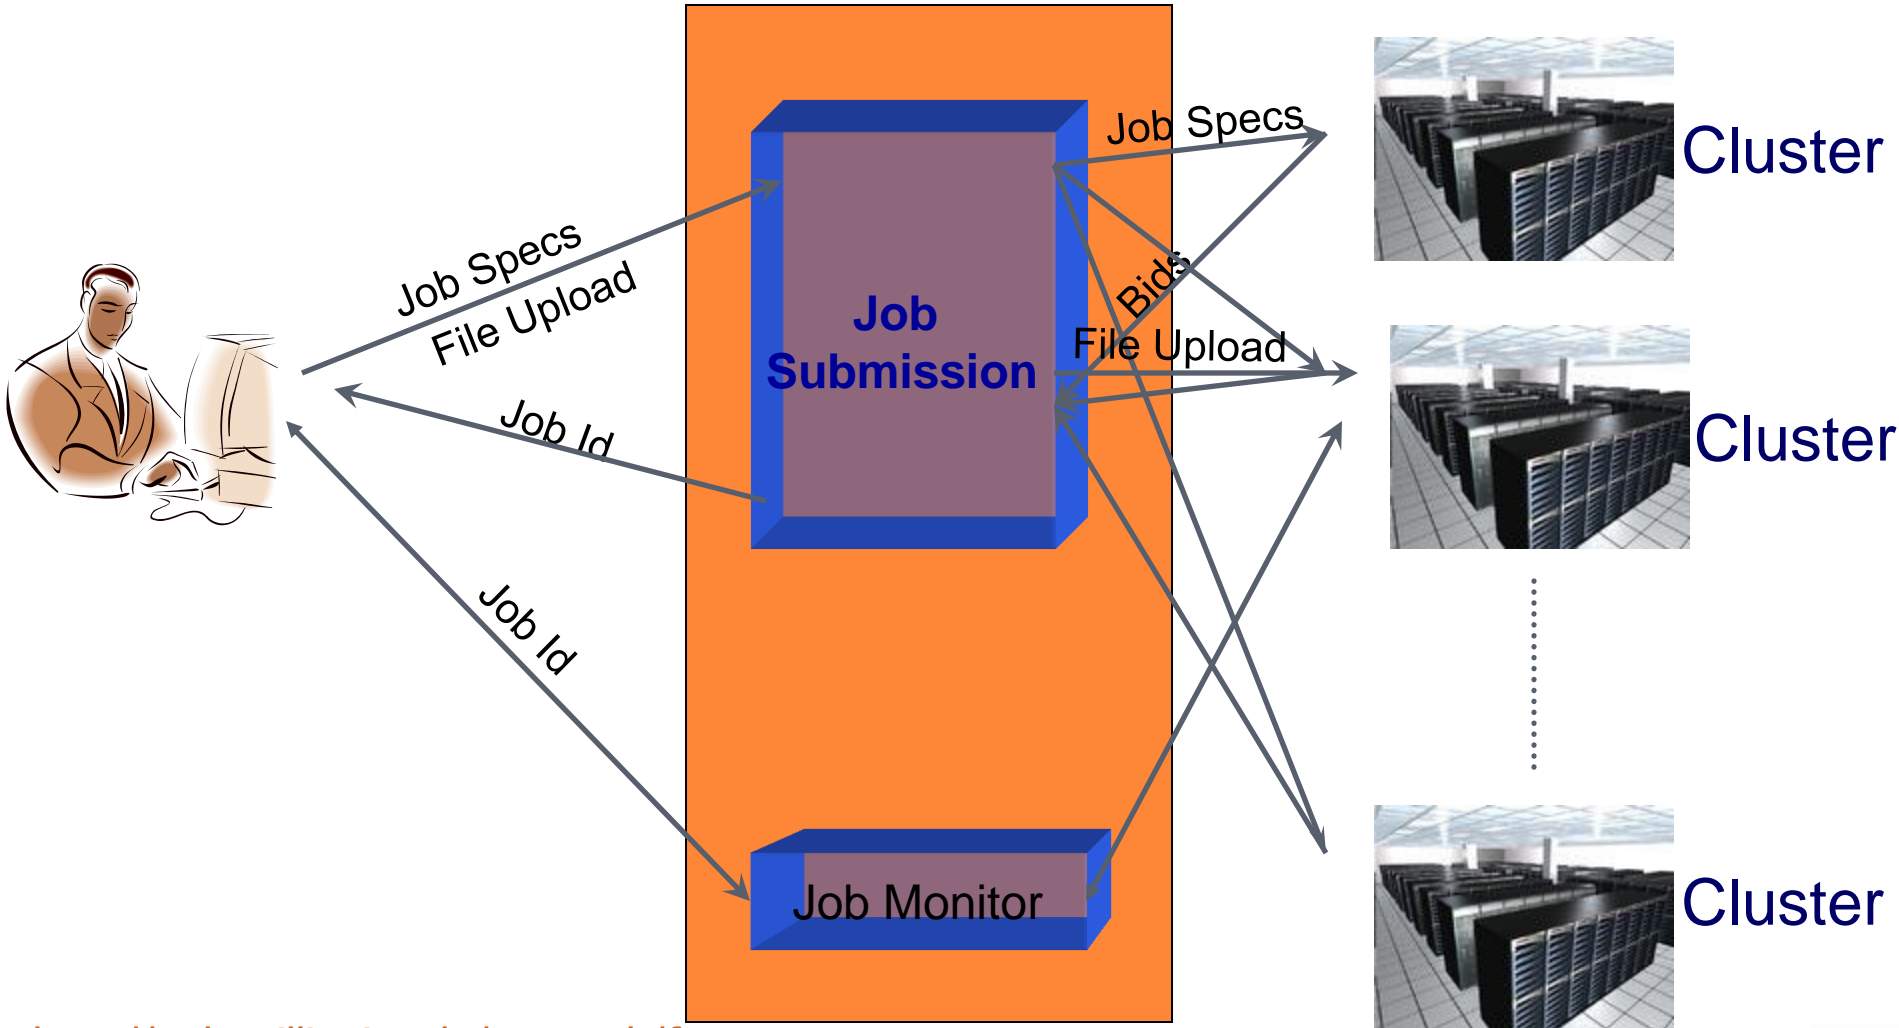 Job Specs
Cluster
Job Specs
File Upload
Bids
Job
Submission
File Upload
Job Id
Cluster
Job Id
Job Monitor
Cluster